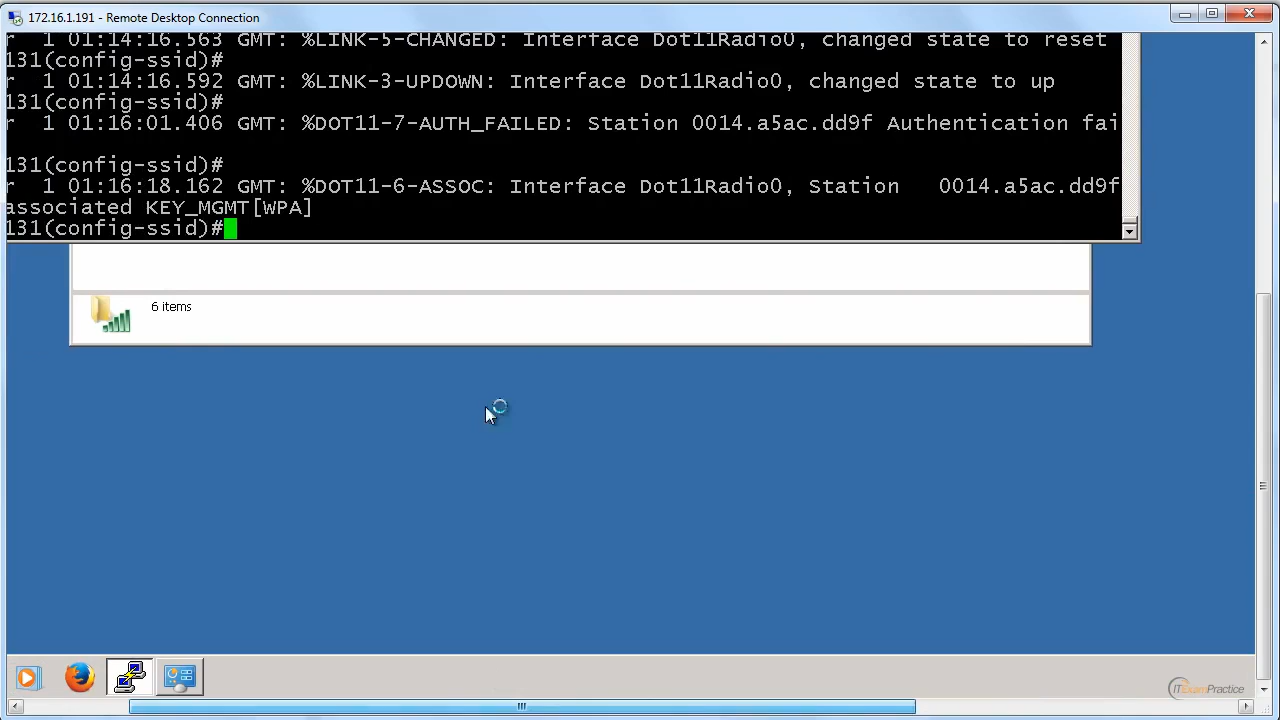 172.16.1.191 - Remote Desktop Connection
r 1 01:14:16.563 GMT: %LINK-5-CHANGED: Interface Dot11Radio0, changed state to reset
131(config-ssid)#
r 1 01:14:16.592 GMT: %LINK-3-UPDOWN: Interface Dot11Radio0, changed state to up
131(config-ssid)#
r 1 01:16:01.406 GMT: %DOT11-7-AUTH_FAILED: Station 0014.a5ac.dd9f Authentication fai
131(config-ssid)#
r 1 01:16:18.162 GMT: %DOT11-6-ASSOC: Interface Dot11Radio0, Station 0014.a5ac.dd9f
associated KEY_MGMT[WPA]
131(config-ssid)#
6 items
ITExamPractice